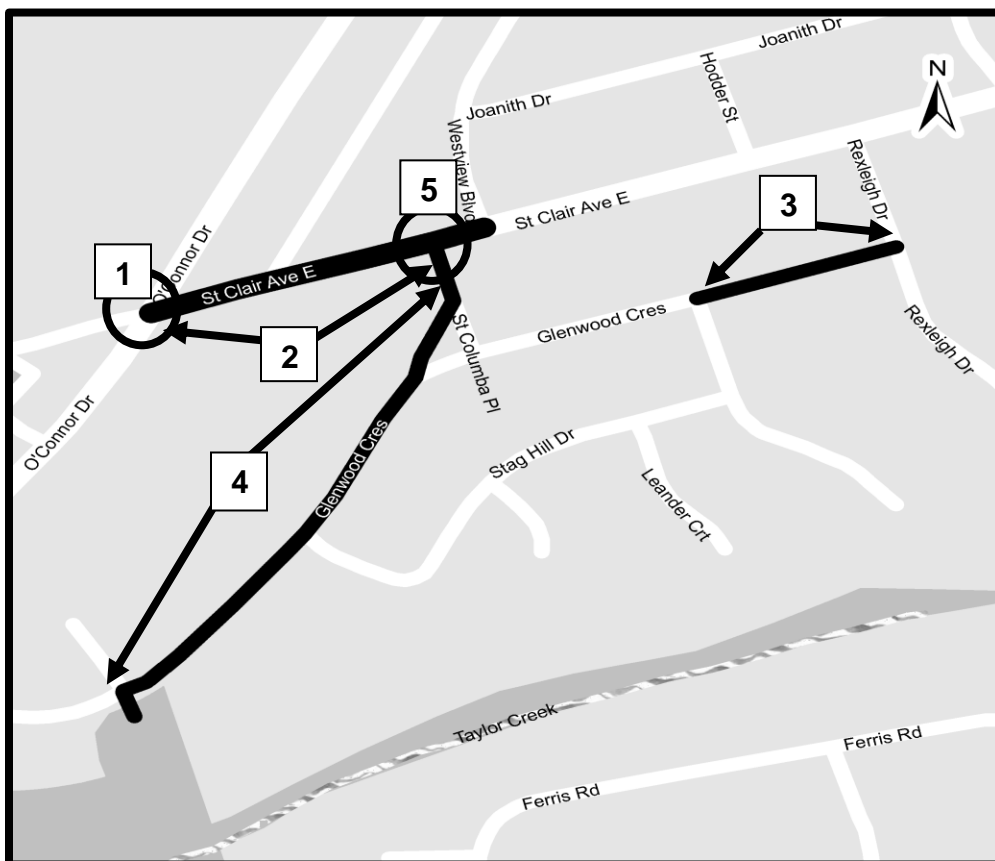 Joanith Dr
Hodder St
N
Joanith Dr
Westview Blvd
Rexleigh Dr
5
3
St Clair Ave E
O'Connor Dr
1
St Clair Ave E
Rexleigh Dr
Glenwood Cres
2
St Columba Pl
O'Connor Dr
Stag Hill Dr
Glenwood Cres
4
Leander Crt
Taylor Creek
Ferris Rd
Ferris Rd